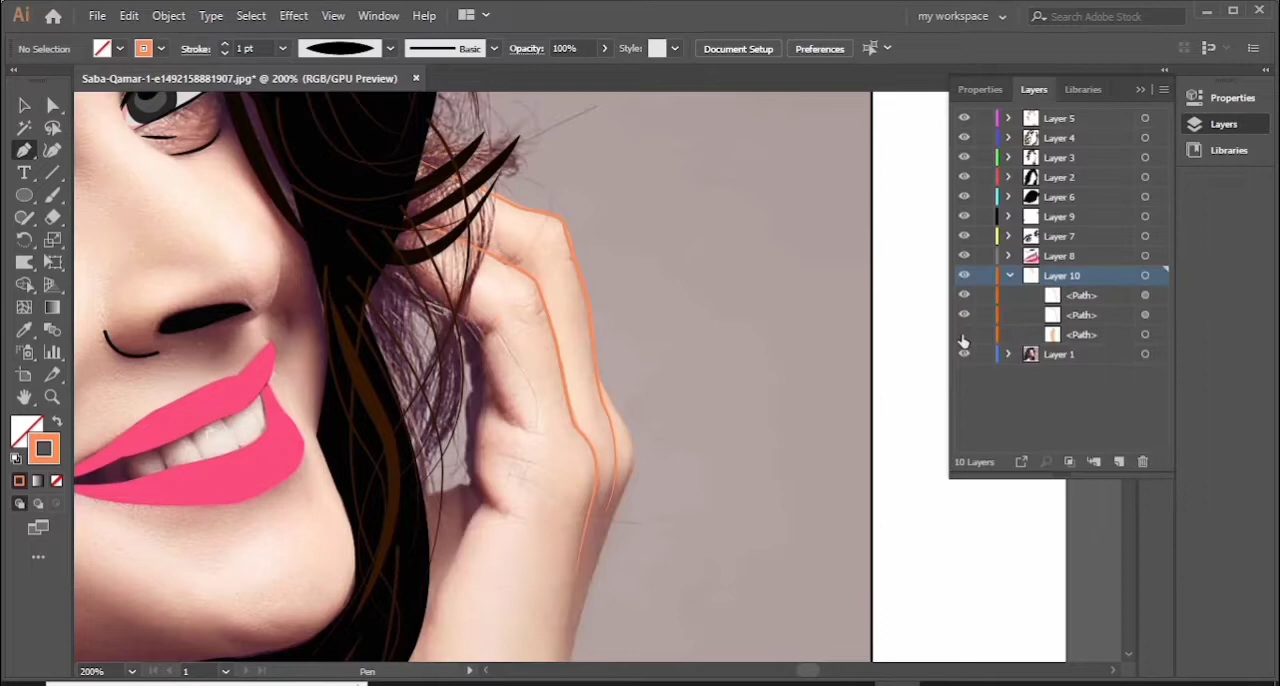 Ai File Edit Object Type Select Effect View Window Help my workspace Search Adobe Stock
No Selection Stroke: 1 pt Basic Opacity: 100% Style: Document Setup Preferences
Saba-Qamar-1-e1492158881907.jpg* @ 200% (RGB/GPU Preview)
Properties Layers Libraries
Layer 5
Layer 4
Layer 3
Layer 2
Layer 6
Layer 9
Layer 7
Layer 8
Layer 10
<Path>
<Path>
<Path>
Layer 1
10 Layers
Properties
Layers
Libraries
200% 1 Pen